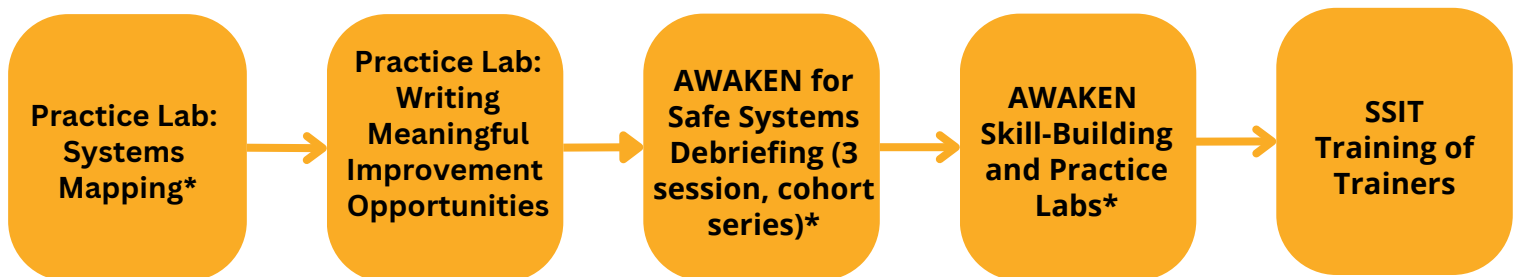 Practice Lab:
Systems
Mapping*
Practice Lab:
Writing
Meaningful
Improvement
Opportunities
AWAKEN for
Safe Systems
Debriefing (3
session, cohort
series)*
AWAKEN
Skill-Building
and Practice
Labs*
SSIT
Training of
Trainers